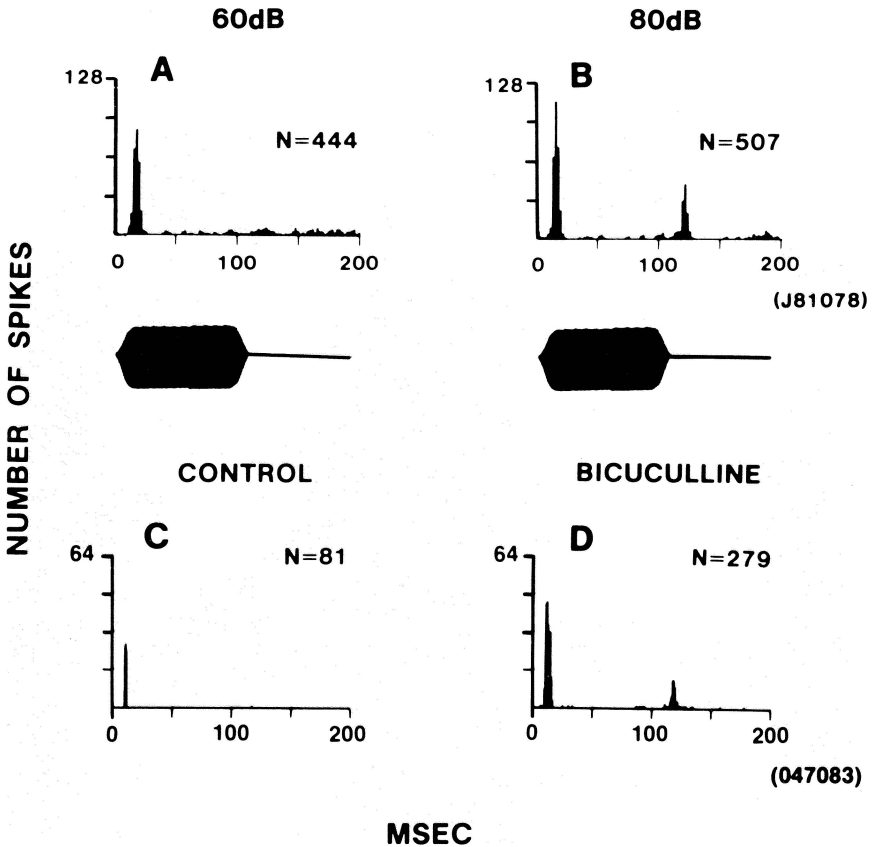 60dB
80dB
A
B
128
128
N=444
N=507
0 100 200
0 100 200
(J81078)
NUMBER OF SPIKES
CONTROL
BICUCULLINE
C
D
64
64
N=81
N=279
0 100 200
0 100 200
(047083)
MSEC